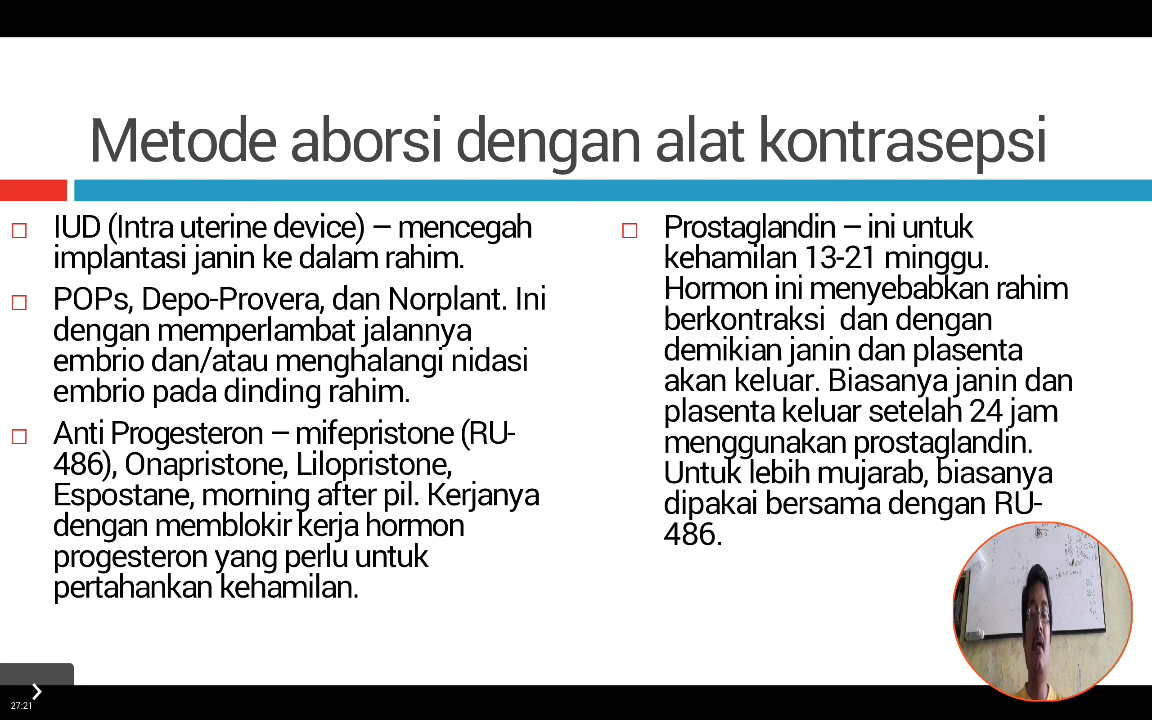 Metode aborsi dengan alat kontrasepsi
IUD (Intra uterine device) – mencegah
implantasi janin ke dalam rahim.
POPs, Depo-Provera, dan Norplant. Ini
dengan memperlambat jalannya
embrio dan/atau menghalangi nidasi
embrio pada dinding rahim.
Anti Progesteron – mifepristone (RU-
486), Onapristone, Lilopristone,
Espostane, morning after pil. Kerjanya
dengan memblokir kerja hormon
progesteron yang perlu untuk
pertahankan kehamilan.
Prostaglandin – ini untuk
kehamilan 13-21 minggu.
Hormon ini menyebabkan rahim
berkontraksi  dan dengan
demikian janin dan plasenta
akan keluar. Biasanya janin dan
plasenta keluar setelah 24 jam
menggunakan prostaglandin.
Untuk lebih mujarab, biasanya
dipakai bersama dengan RU-
486.
27:21